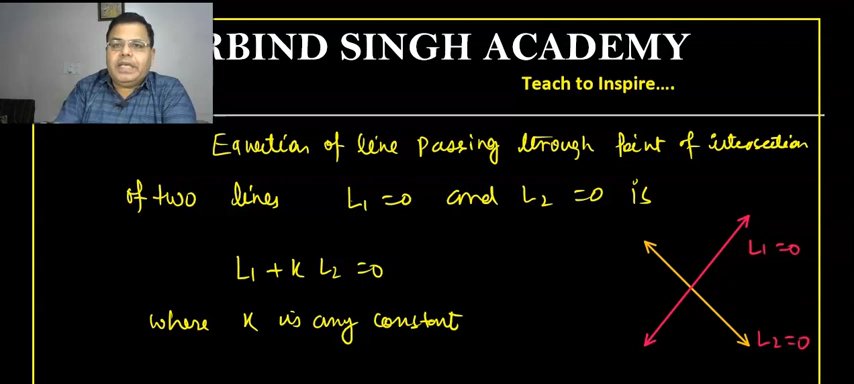 RBIND SINGH ACADEMY
Teach to Inspire....
Equation of line passing through point of intersection
of two lines L1 = 0 and L2 = 0 is
L1 + K L2 = 0
where K is any constant
L1 = 0
L2 = 0